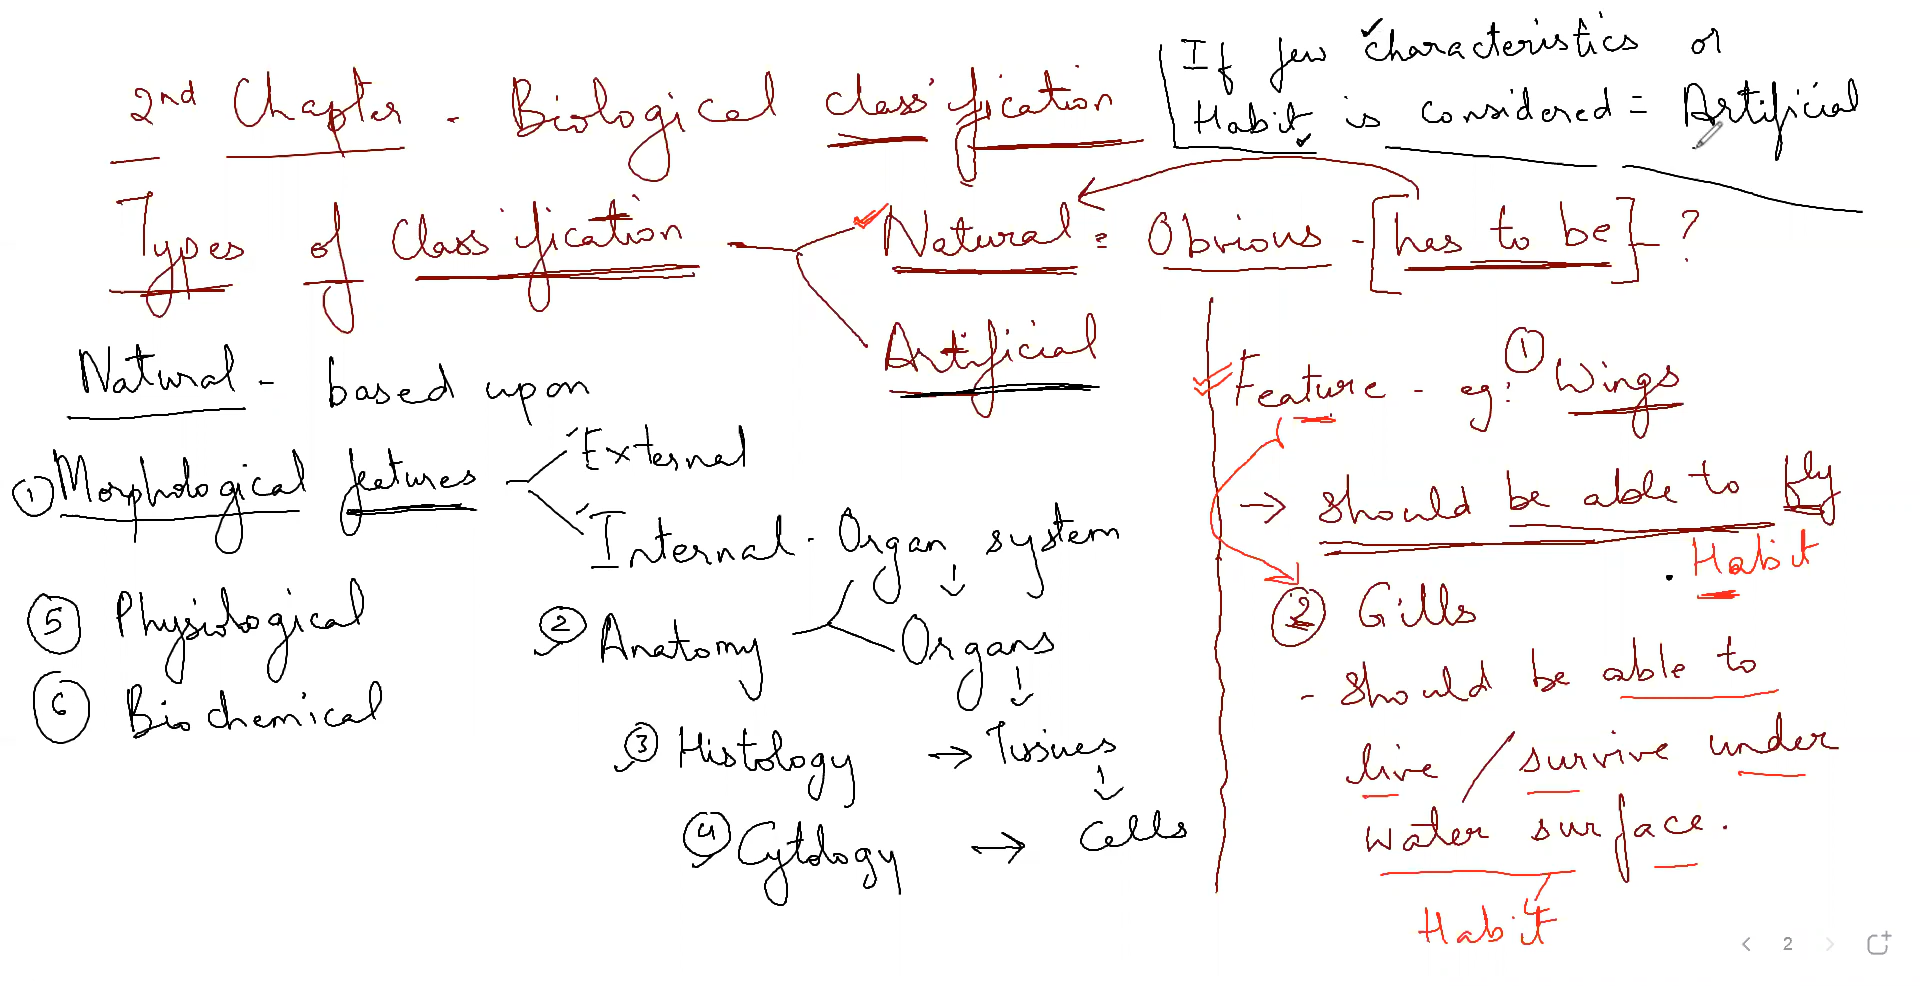 2nd Chapter - Biological classification
If few characteristics or
Habit is considered = Artificial
Types of Classification
Natural = Obvious - [has to be] - ?
Artificial
Natural - based upon
① Morphological features
External
Internal - Organ system
② Anatomy
Organs
③ Histology → Tissues
④ Cytology → Cells
⑤ Physiological
⑥ Biochemical
Feature - eg: ① Wings
→ should be able to fly
Habit
② Gills
- should be able to
live / survive under
water surface.
Habit
2